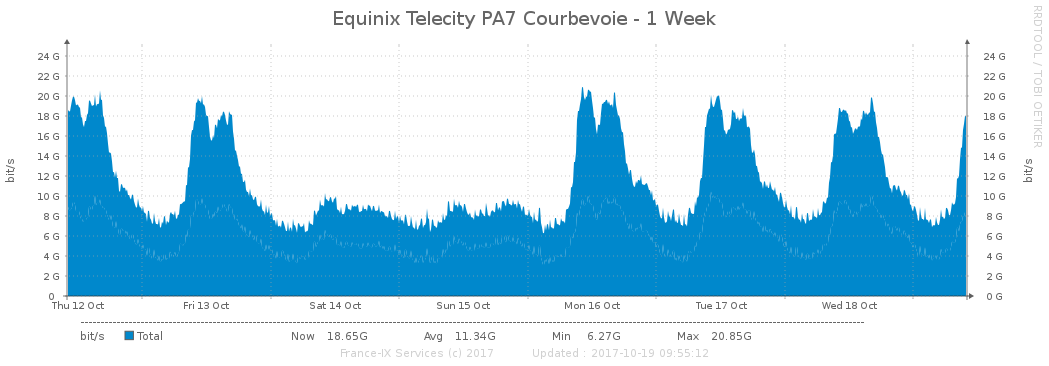 Equinix Telecity PA7 Courbevoie - 1 Week
RRDTOOL / TOBI OETIKER
bit/s
24 G
22 G
20 G
18 G
16 G
14 G
12 G
10 G
8 G
6 G
4 G
2 G
0
24 G
22 G
20 G
18 G
16 G
14 G
12 G
10 G
8 G
6 G
4 G
2 G
0 G
bit/s
Thu 12 Oct Fri 13 Oct Sat 14 Oct Sun 15 Oct Mon 16 Oct Tue 17 Oct Wed 18 Oct
bit/s Total Now 18.65G Avg 11.34G Min 6.27G Max 20.85G
France-IX Services (c) 2017 Updated : 2017-10-19 09:55:12